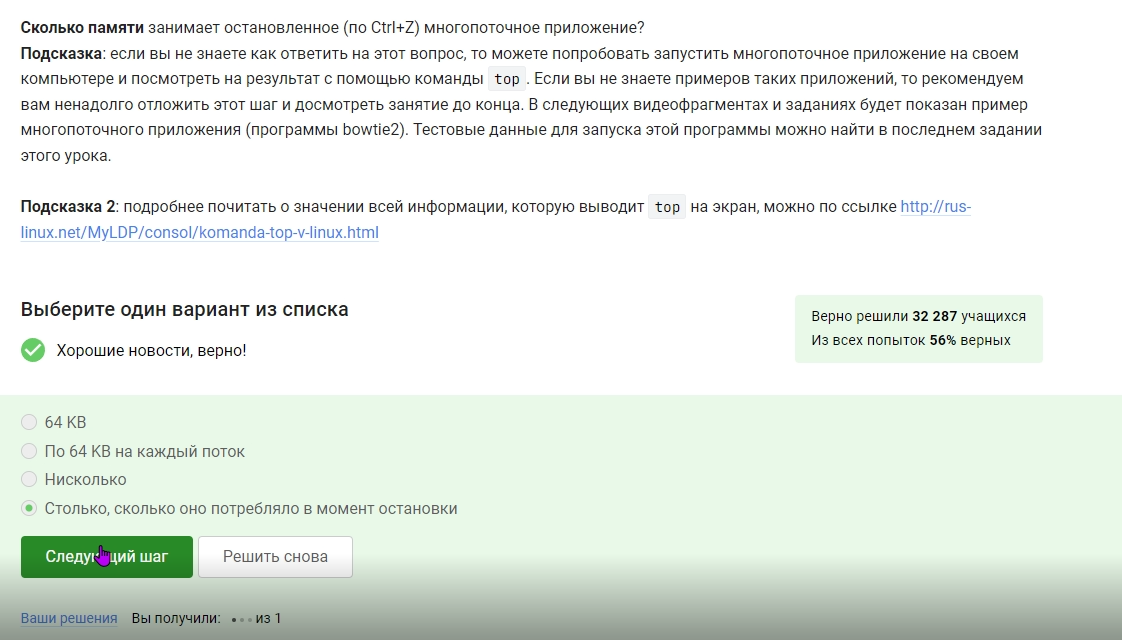 Сколько памяти занимает остановленное (по Ctrl+Z) многопоточное приложение?
Подсказка: если вы не знаете как ответить на этот вопрос, то можете попробовать запустить многопоточное приложение на своем
компьютере и посмотреть на результат с помощью команды top. Если вы не знаете примеров таких приложений, то рекомендуем
вам ненадолго отложить этот шаг и досмотреть занятие до конца. В следующих видеофрагментах и заданиях будет показан пример
многопоточного приложения (программы bowtie2). Тестовые данные для запуска этой программы можно найти в последнем задании
этого урока.
Подсказка 2: подробнее почитать о значении всей информации, которую выводит top на экран, можно по ссылке http://rus-
linux.net/MyLDP/consol/komanda-top-v-linux.html
Выберите один вариант из списка
Верно решили 32 287 учащихся
Из всех попыток 56% верных
Хорошие новости, верно!
64 KB
По 64 KB на каждый поток
Нисколько
Столько, сколько оно потребляло в момент остановки
Следующий шаг
Решить снова
Ваши решения Вы получили: из 1